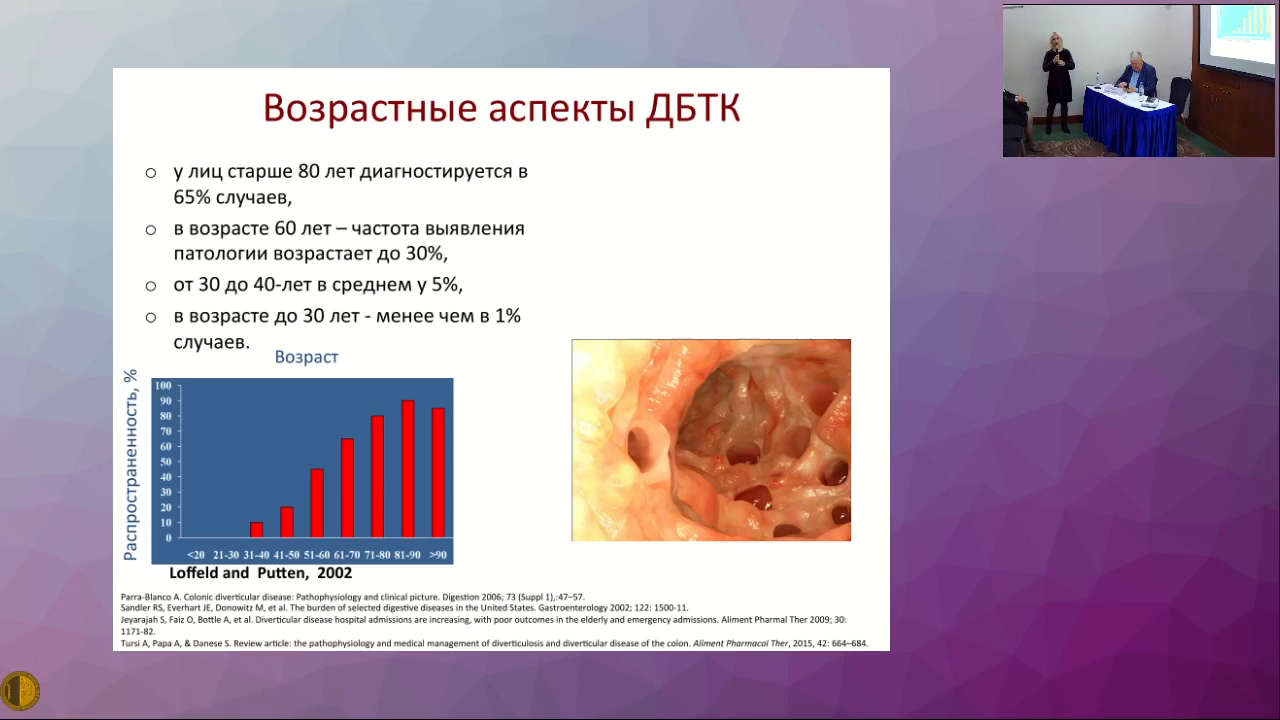 Возрастные аспекты ДБТК
o у лиц старше 80 лет диагностируется в
65% случаев,
o в возрасте 60 лет – частота выявления
патологии возрастает до 30%,
o от 30 до 40-лет в среднем у 5%,
o в возрасте до 30 лет - менее чем в 1%
случаев.
Возраст
Распространенность, %
100
90
80
70
60
50
40
30
20
10
0
<20 21-30 31-40 41-50 51-60 61-70 71-80 81-90 >90
Loffeld and Putten, 2002
Parra-Blanco A. Colonic diverticular disease: Pathophysiology and clinical picture. Digestion 2006; 73 (Suppl 1),:47–57.
Sandler RS, Everhart JE, Donowitz M, et al. The burden of selected digestive diseases in the United States. Gastroenterology 2002; 122: 1500-11.
Jeyarajah S, Faiz O, Bottle A, et al. Diverticular disease hospital admissions are increasing, with poor outcomes in the elderly and emergency admissions. Aliment Pharmal Ther 2009; 30:
1171-82.
Tursi A, Papa A, & Danese S. Review article: the pathophysiology and medical management of diverticulosis and diverticular disease of the colon. Aliment Pharmacol Ther, 2015, 42: 664–684.